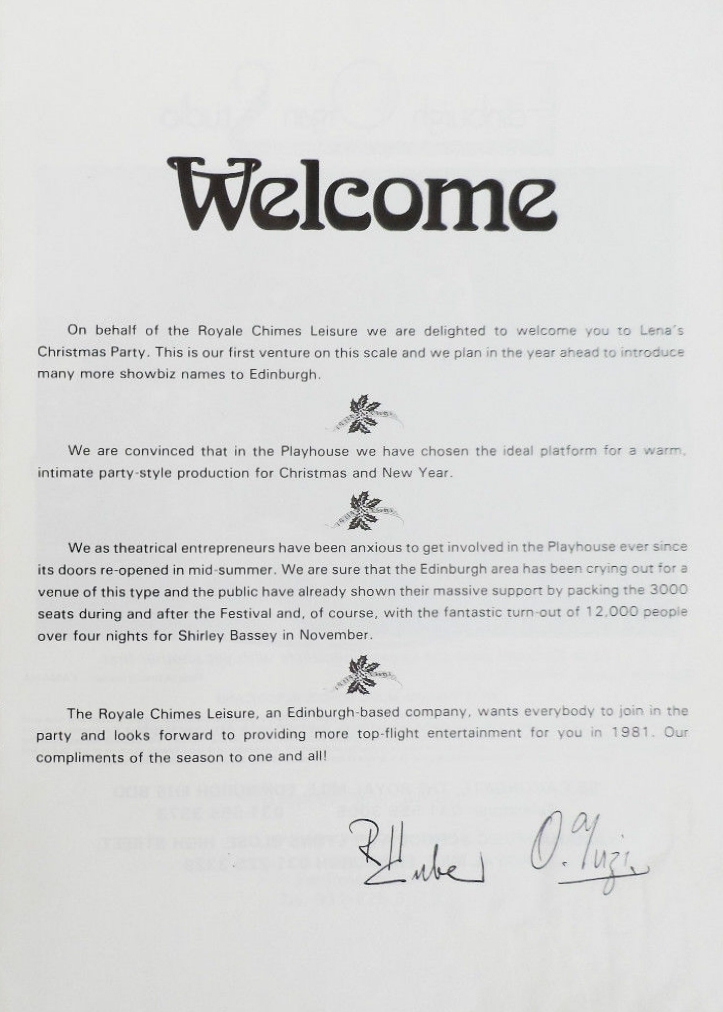 Welcome
On behalf of the Royale Chimes Leisure we are delighted to welcome you to Lena's
Christmas Party. This is our first venture on this scale and we plan in the year ahead to introduce
many more showbiz names to Edinburgh.
We are convinced that in the Playhouse we have chosen the ideal platform for a warm,
intimate party-style production for Christmas and New Year.
We as theatrical entrepreneurs have been anxious to get involved in the Playhouse ever since
its doors re-opened in mid-summer. We are sure that the Edinburgh area has been crying out for a
venue of this type and the public have already shown their massive support by packing the 3000
seats during and after the Festival and, of course, with the fantastic turn-out of 12,000 people
over four nights for Shirley Bassey in November.
The Royale Chimes Leisure, an Edinburgh-based company, wants everybody to join in the
party and looks forward to providing more top-flight entertainment for you in 1981. Our
compliments of the season to one and all!